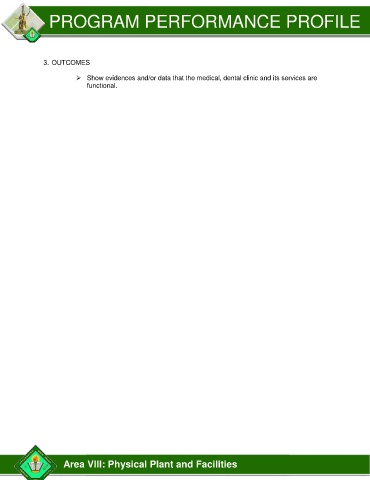 PROGRAM PERFORMANCE PROFILE
3. OUTCOMES
➢ Show evidences and/or data that the medical, dental clinic and its services are
functional.
Area VIII: Physical Plant and Facilities